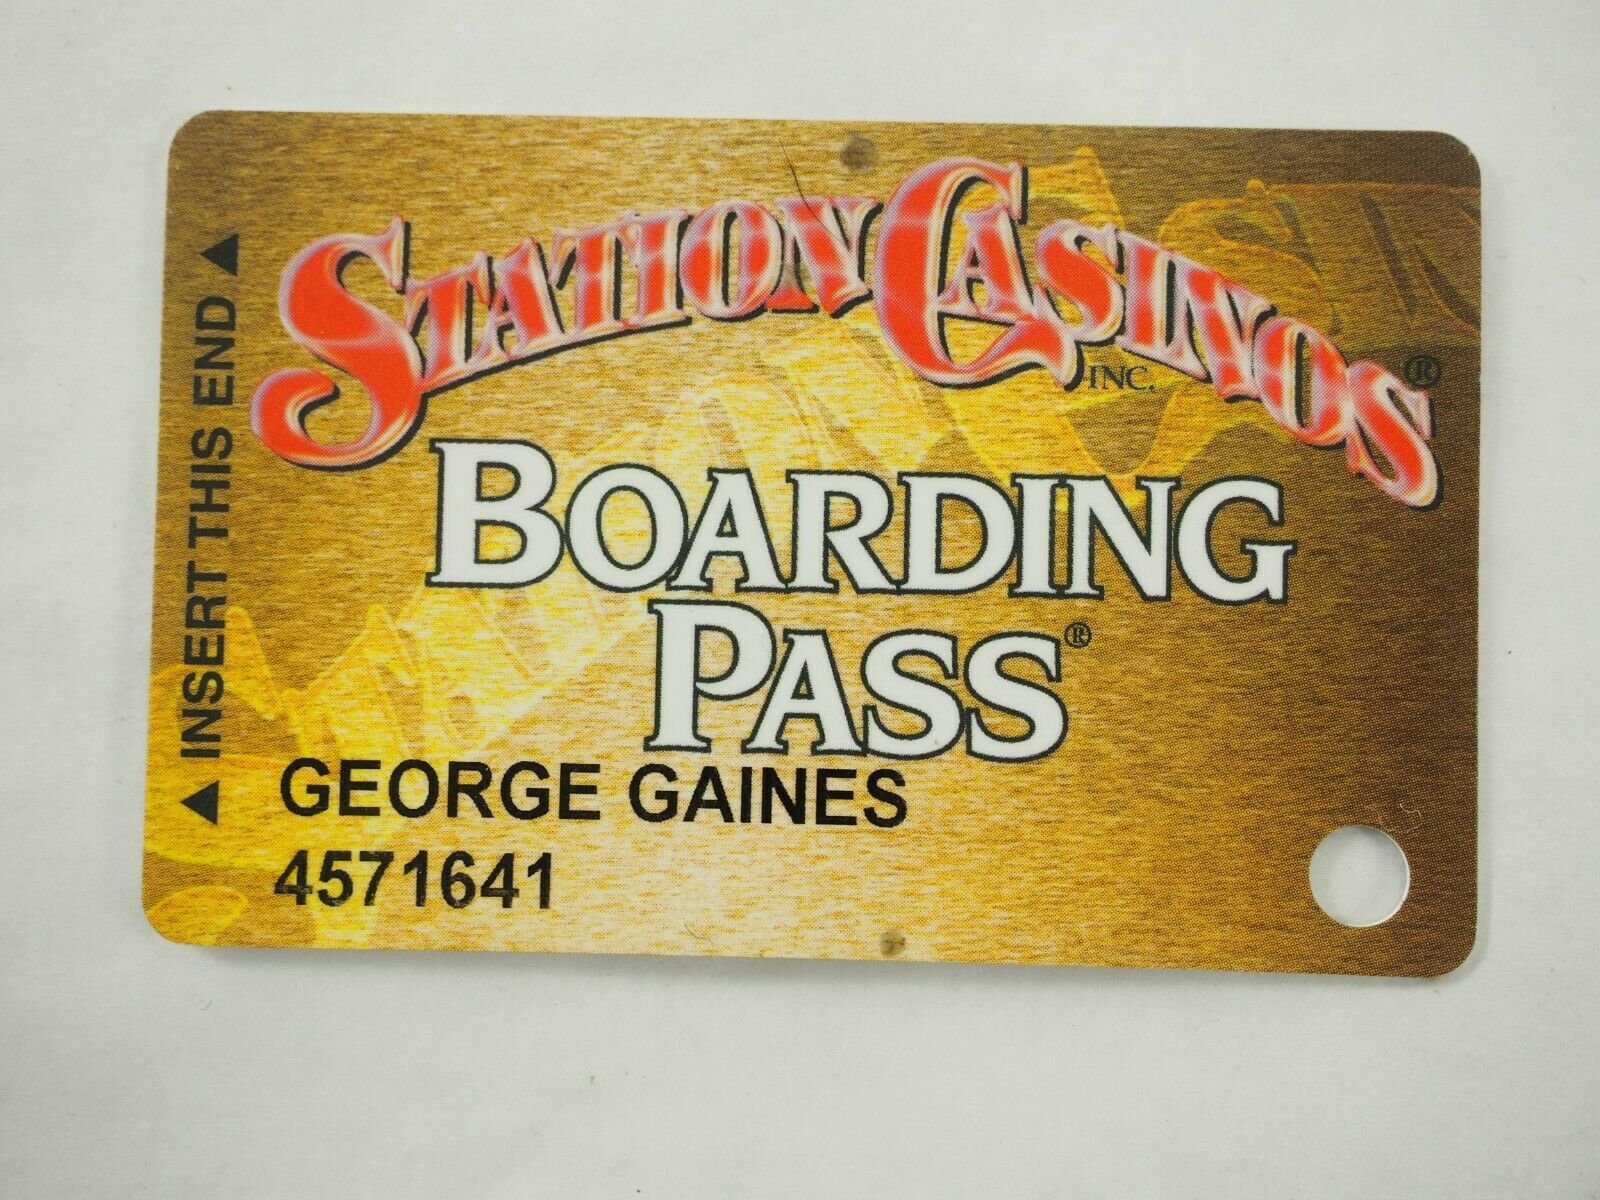 STATION CASINOS®
INC.
BOARDING
PASS®
GEORGE GAINES
4571641
▲ INSERT THIS END ▲